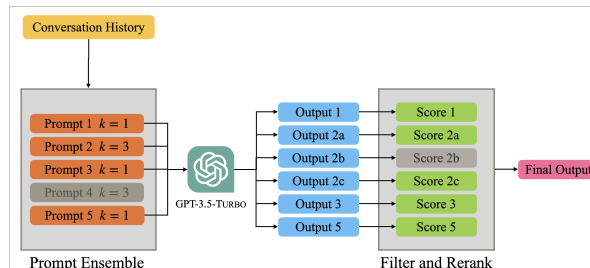 Conversation History
Prompt 1 k = 1
Prompt 2 k = 3
Prompt 3 k = 1
Prompt 4 k = 3
Prompt 5 k = 1
Prompt Ensemble
GPT-3.5-TURBO
Output 1
Output 2a
Output 2b
Output 2c
Output 3
Output 5
Score 1
Score 2a
Score 2b
Score 2c
Score 3
Score 5
Filter and Rerank
Final Output